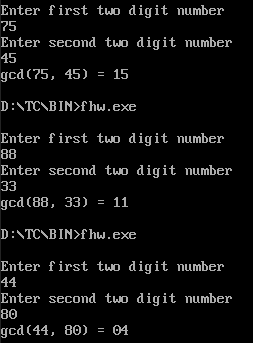 Enter first two digit number
75
Enter second two digit number
45
gcd(75, 45) = 15
D:\TC\BIN>fhw.exe
Enter first two digit number
88
Enter second two digit number
33
gcd(88, 33) = 11
D:\TC\BIN>fhw.exe
Enter first two digit number
44
Enter second two digit number
80
gcd(44, 80) = 04